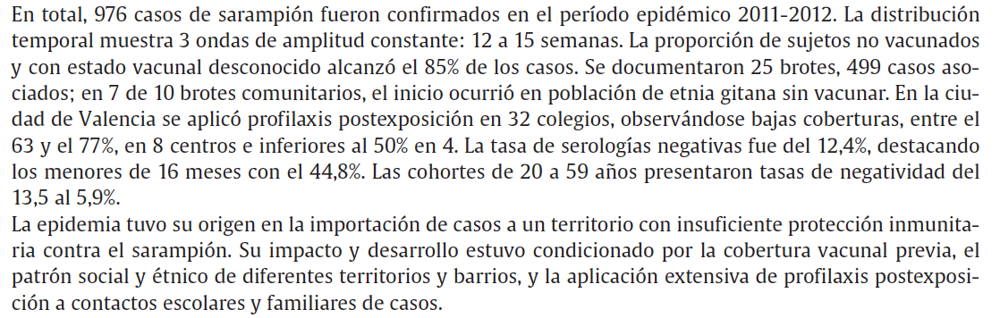 En total, 976 casos de sarampión fueron confirmados en el período epidémico 2011-2012. La distribución
temporal muestra 3 ondas de amplitud constante: 12 a 15 semanas. La proporción de sujetos no vacunados
y con estado vacunal desconocido alcanzó el 85% de los casos. Se documentaron 25 brotes, 499 casos aso-
ciados; en 7 de 10 brotes comunitarios, el inicio ocurrió en población de etnia gitana sin vacunar. En la ciu-
dad de Valencia se aplicó profilaxis postexposición en 32 colegios, observándose bajas coberturas, entre el
63 y el 77%, en 8 centros e inferiores al 50% en 4. La tasa de serologías negativas fue del 12,4%, destacando
los menores de 16 meses con el 44,8%. Las cohortes de 20 a 59 años presentaron tasas de negatividad del
13,5 al 5,9%.
La epidemia tuvo su origen en la importación de casos a un territorio con insuficiente protección inmunita-
ria contra el sarampión. Su impacto y desarrollo estuvo condicionado por la cobertura vacunal previa, el
patrón social y étnico de diferentes territorios y barrios, y la aplicación extensiva de profilaxis postexposi-
ción a contactos escolares y familiares de casos.